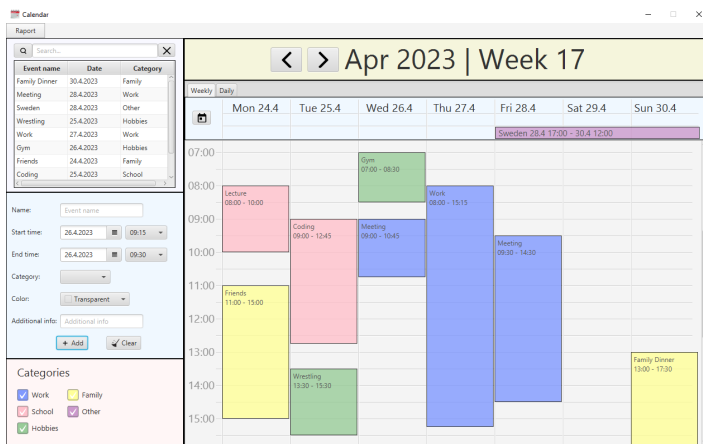 Calendar
Raport
Search...
Event name Date Category
Family Dinner 30.4.2023 Family
Meeting 28.4.2023 Work
Sweden 28.4.2023 Other
Wrestling 25.4.2023 Hobbies
Work 27.4.2023 Work
Gym 26.4.2023 Hobbies
Friends 24.4.2023 Family
Coding 25.4.2023 School
Name: Event name
Start time: 26.4.2023 09:15
End time: 26.4.2023 09:30
Category:
Color: Transparent
Additional info: Additional info
+ Add Clear
Categories
Work Family
School Other
Hobbies
Apr 2023 | Week 17
Weekly Daily
Mon 24.4 Tue 25.4 Wed 26.4 Thu 27.4 Fri 28.4 Sat 29.4 Sun 30.4
Sweden 28.4 17:00 - 30.4 12:00
07:00
08:00
09:00
10:00
11:00
12:00
13:00
14:00
15:00
Lecture
08:00 - 10:00
Friends
11:00 - 15:00
Coding
09:00 - 12:45
Wrestling
13:30 - 15:30
Gym
07:00 - 08:30
Meeting
09:00 - 10:45
Work
08:00 - 15:15
Meeting
09:30 - 14:30
Family Dinner
13:00 - 17:30